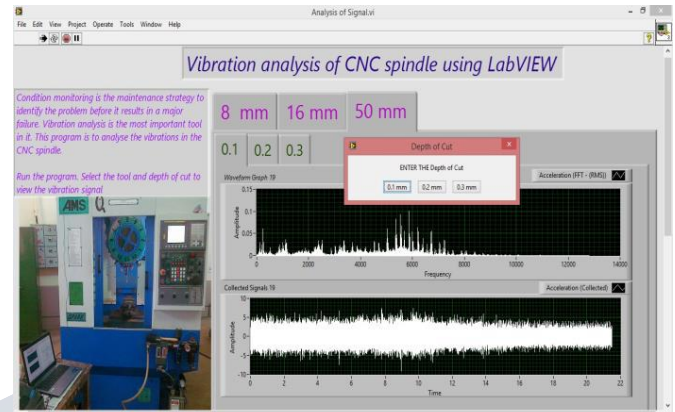 Analysis of Signal.vi
File Edit View Project Operate Tools Window Help
Vibration analysis of CNC spindle using LabVIEW
Condition monitoring is the maintenance strategy to
identify the problem before it results in a major
failure. Vibration analysis is the most important tool
in it. This program is to analyse the vibrations in the
CNC spindle.
Run the program. Select the tool and depth of cut to
view the vibration signal
AMS
8 mm 16 mm 50 mm
0.1 0.2 0.3
Depth of Cut
x
ENTER THE Depth of Cut
0.1 mm 0.2 mm 0.3 mm
Waveform Graph 19
Acceleration (FFT - (RMS))
Amplitude
0.15
0.1
0.05
0
0 2000 4000 6000 8000 10000 12000 14000
Frequency
Collected Signals 19
Acceleration (Collected)
Amplitude
10
5
0
-5
-10
0 2 4 6 8 10 12 14 16 18 20 22
Time